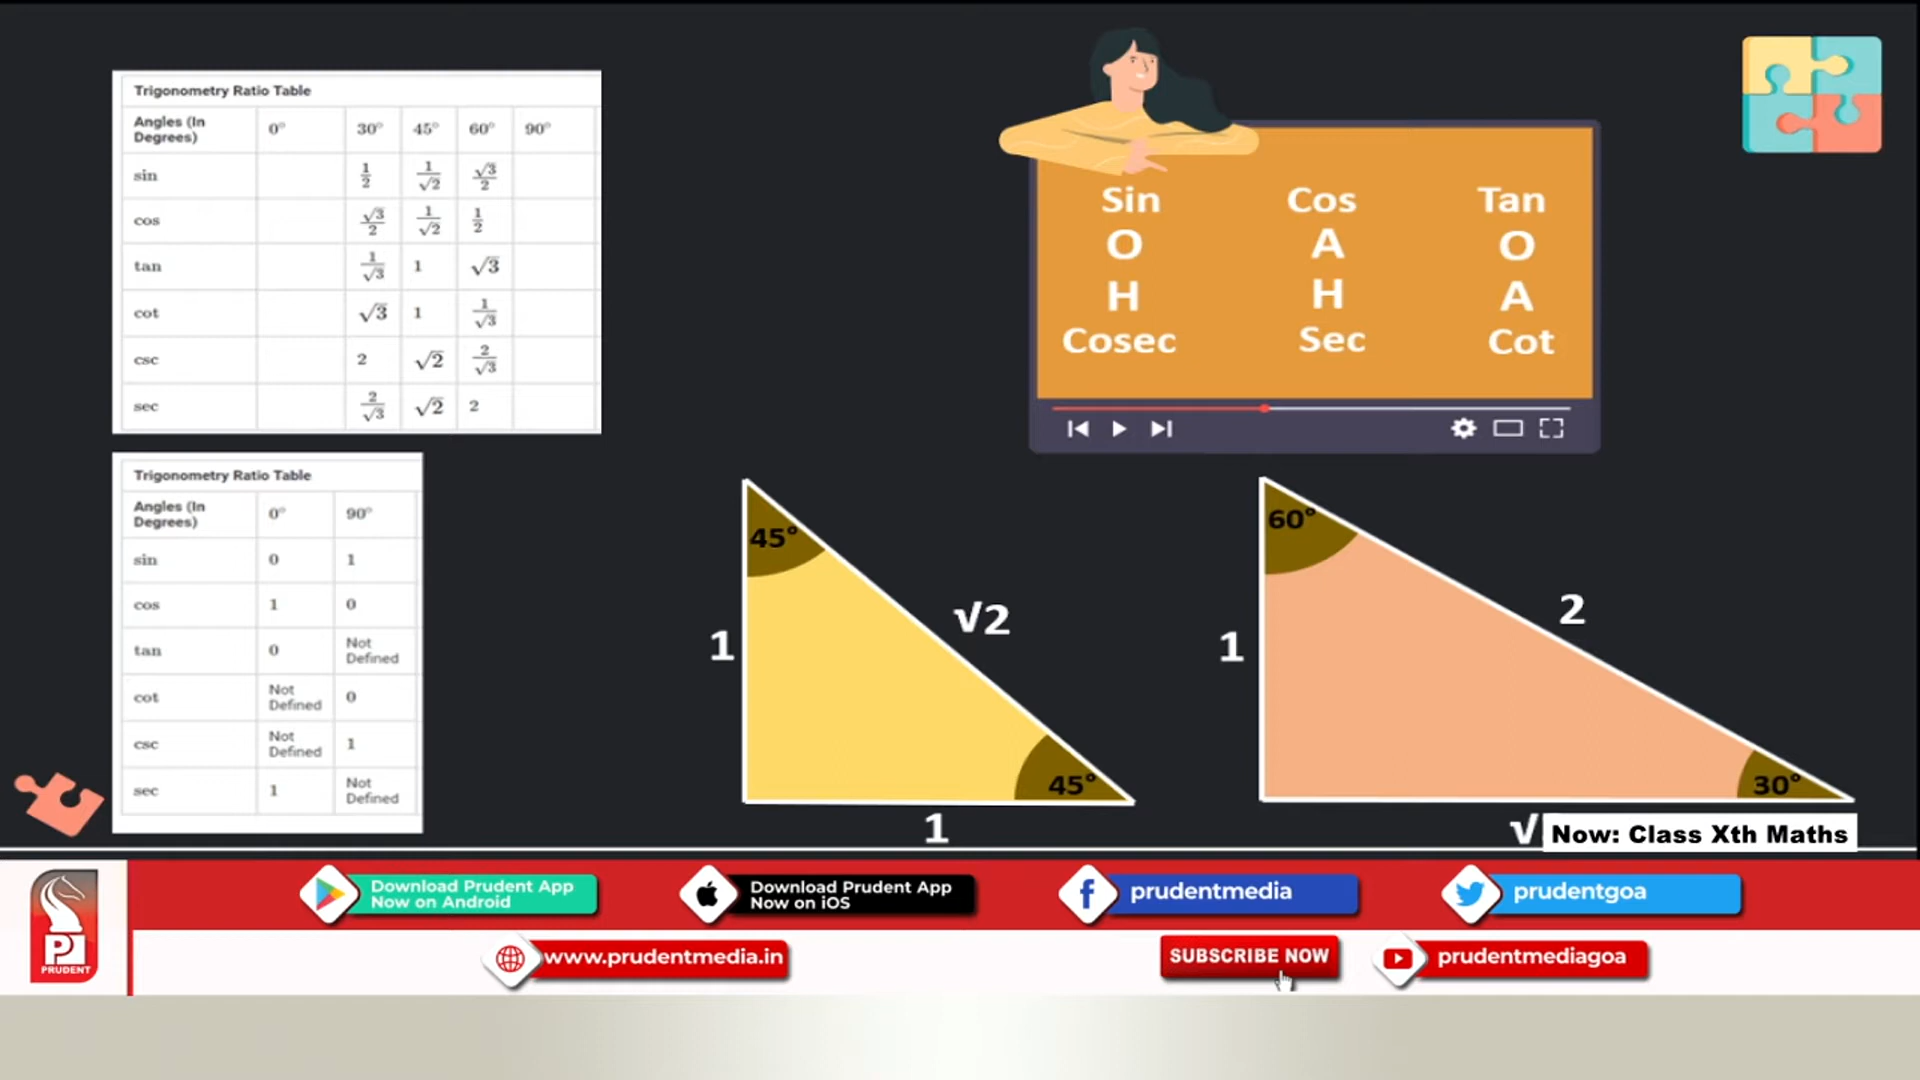 Trigonometry Ratio Table
Angles (In Degrees) 0° 30° 45° 60° 90°
sin 1/2 1/√2 √3/2
cos √3/2 1/√2 1/2
tan 1/√3 1 √3
cot √3 1 1/√3
csc 2 √2 2/√3
sec 2/√3 √2 2
Trigonometry Ratio Table
Angles (In Degrees) 0° 90°
sin 0 1
cos 1 0
tan 0 Not Defined
cot Not Defined 0
csc Not Defined 1
sec 1 Not Defined
Sin Cos Tan
O A O
H H A
Cosec Sec Cot
45°
√2
1
45°
1
60°
2
1
30°
√
Now: Class Xth Maths
PRUDENT
Download Prudent App
Now on Android
Download Prudent App
Now on iOS
prudentmedia
prudentgoa
www.prudentmedia.in
SUBSCRIBE NOW
prudentmediagoa